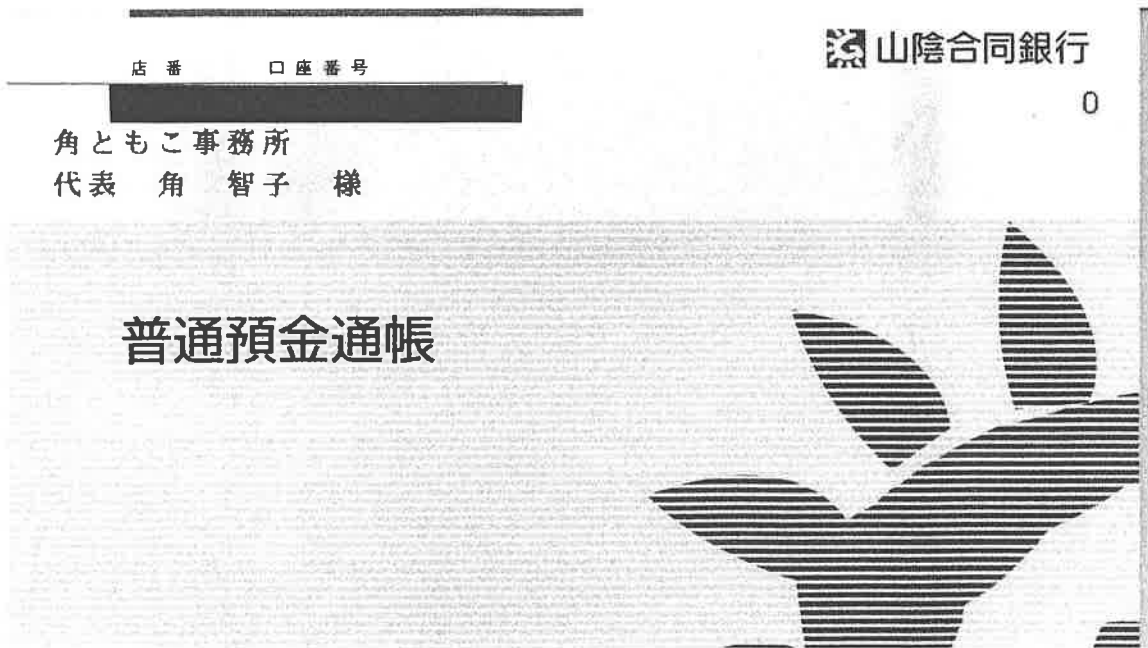 山陰合同銀行
店番 口座番号
0
角ともこ事務所
代表 角 智子 様
普通預金通帳